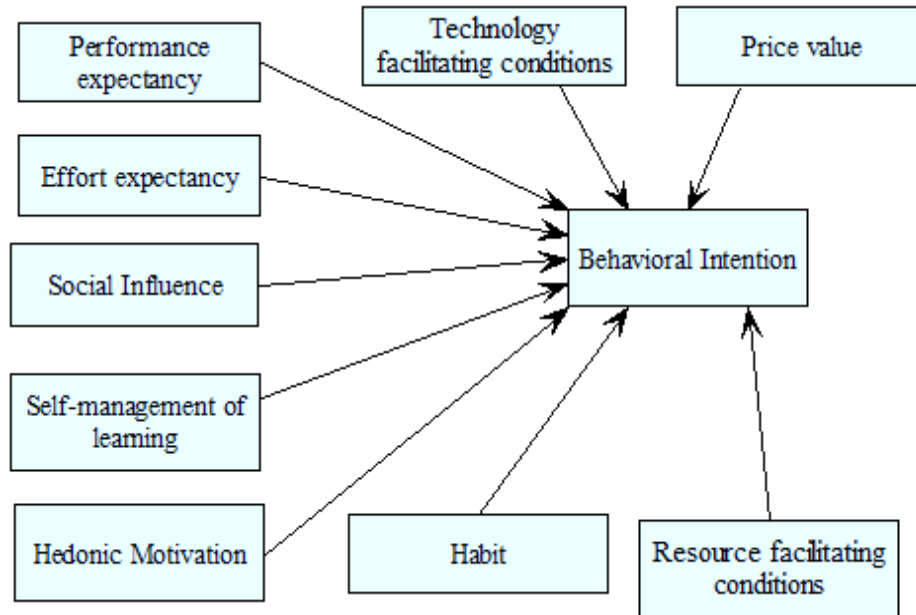 Performance
expectancy
Technology
facilitating conditions
Price value
Effort expectancy
Behavioral Intention
Social Influence
Self-management of
learning
Hedonic Motivation
Habit
Resource facilitating
conditions